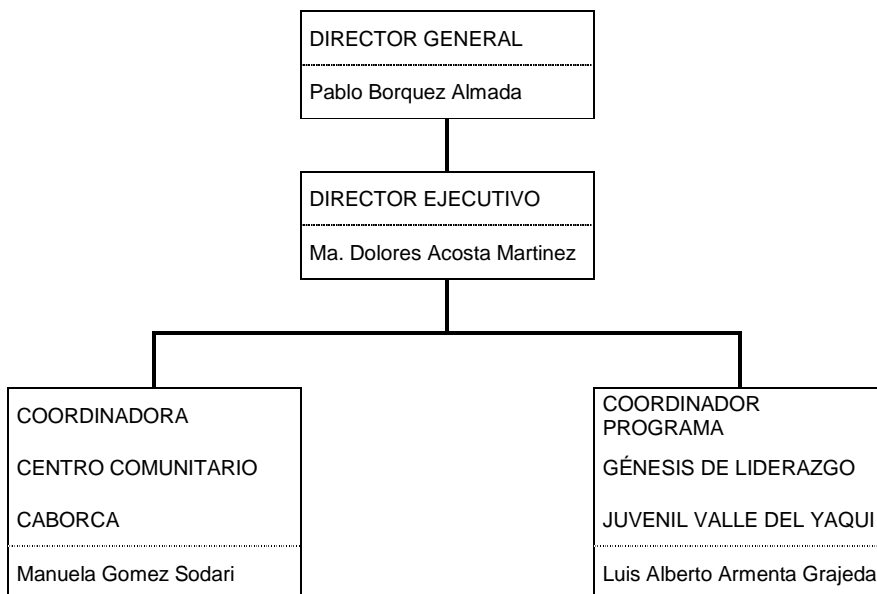 DIRECTOR GENERAL
Pablo Borquez Almada
DIRECTOR EJECUTIVO
Ma. Dolores Acosta Martinez
COORDINADORA
CENTRO COMUNITARIO
CABORCA
Manuela Gomez Sodari
COORDINADOR
PROGRAMA
GÉNESIS DE LIDERAZGO
JUVENIL VALLE DEL YAQUI
Luis Alberto Armenta Grajeda